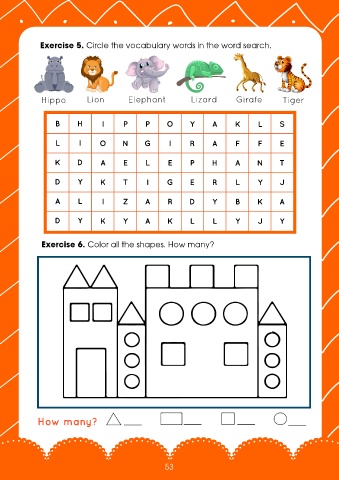 Exercise 5. Circle the vocabulary words in the word search.
Hippo Lion Elephant Lizard Girafe Tiger
B H I P P O Y A K L S
L I O N G I R A F F E
K D A E L E P H A N T
D Y K T I G E R L Y J
A L I Z A R D Y B K A
D Y K Y A K L L Y J Y
Exercise 6. Color all the shapes. How many?
How many? ___ ___ ___ ___
53